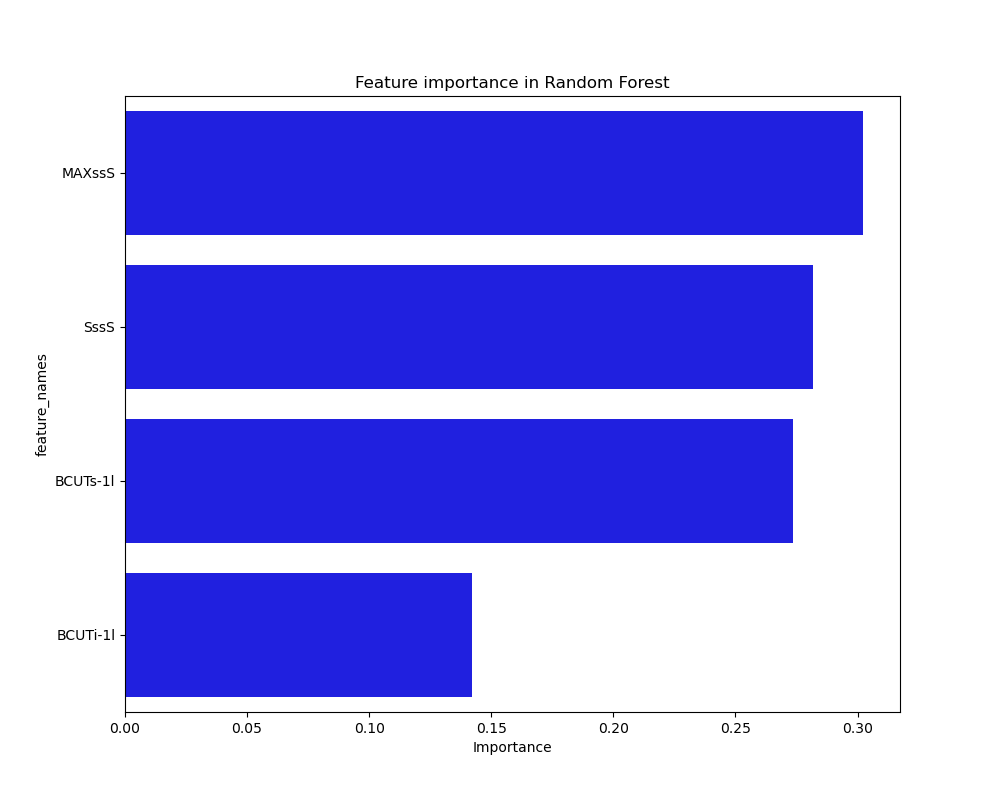 Feature importance in Random Forest
MAXssS
SssS
BCUTs-1l
BCUTi-1l
feature_names
0.00 0.05 0.10 0.15 0.20 0.25 0.30
Importance